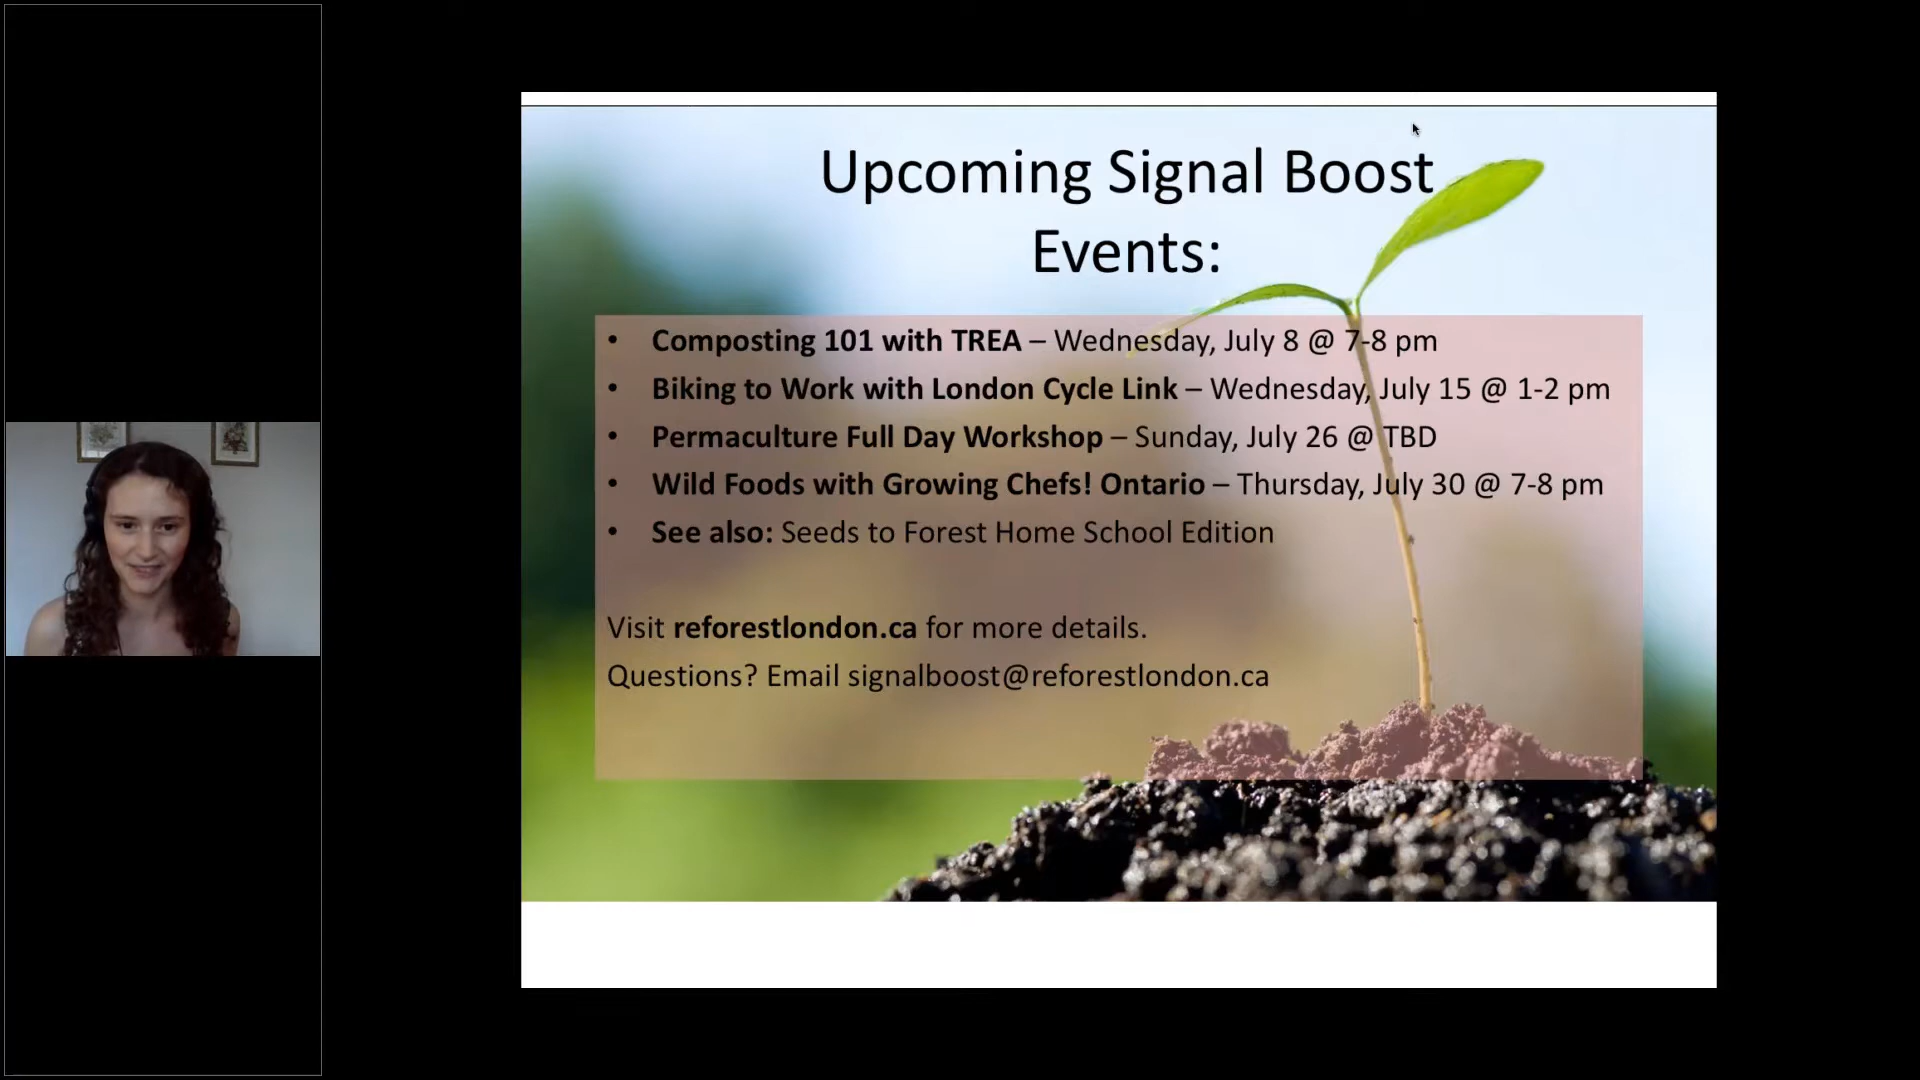 Upcoming Signal Boost
Events:
• Composting 101 with TREA – Wednesday, July 8 @ 7-8 pm
• Biking to Work with London Cycle Link – Wednesday, July 15 @ 1-2 pm
• Permaculture Full Day Workshop – Sunday, July 26 @ TBD
• Wild Foods with Growing Chefs! Ontario – Thursday, July 30 @ 7-8 pm
• See also: Seeds to Forest Home School Edition
Visit reforestlondon.ca for more details.
Questions? Email signalboost@reforestlondon.ca